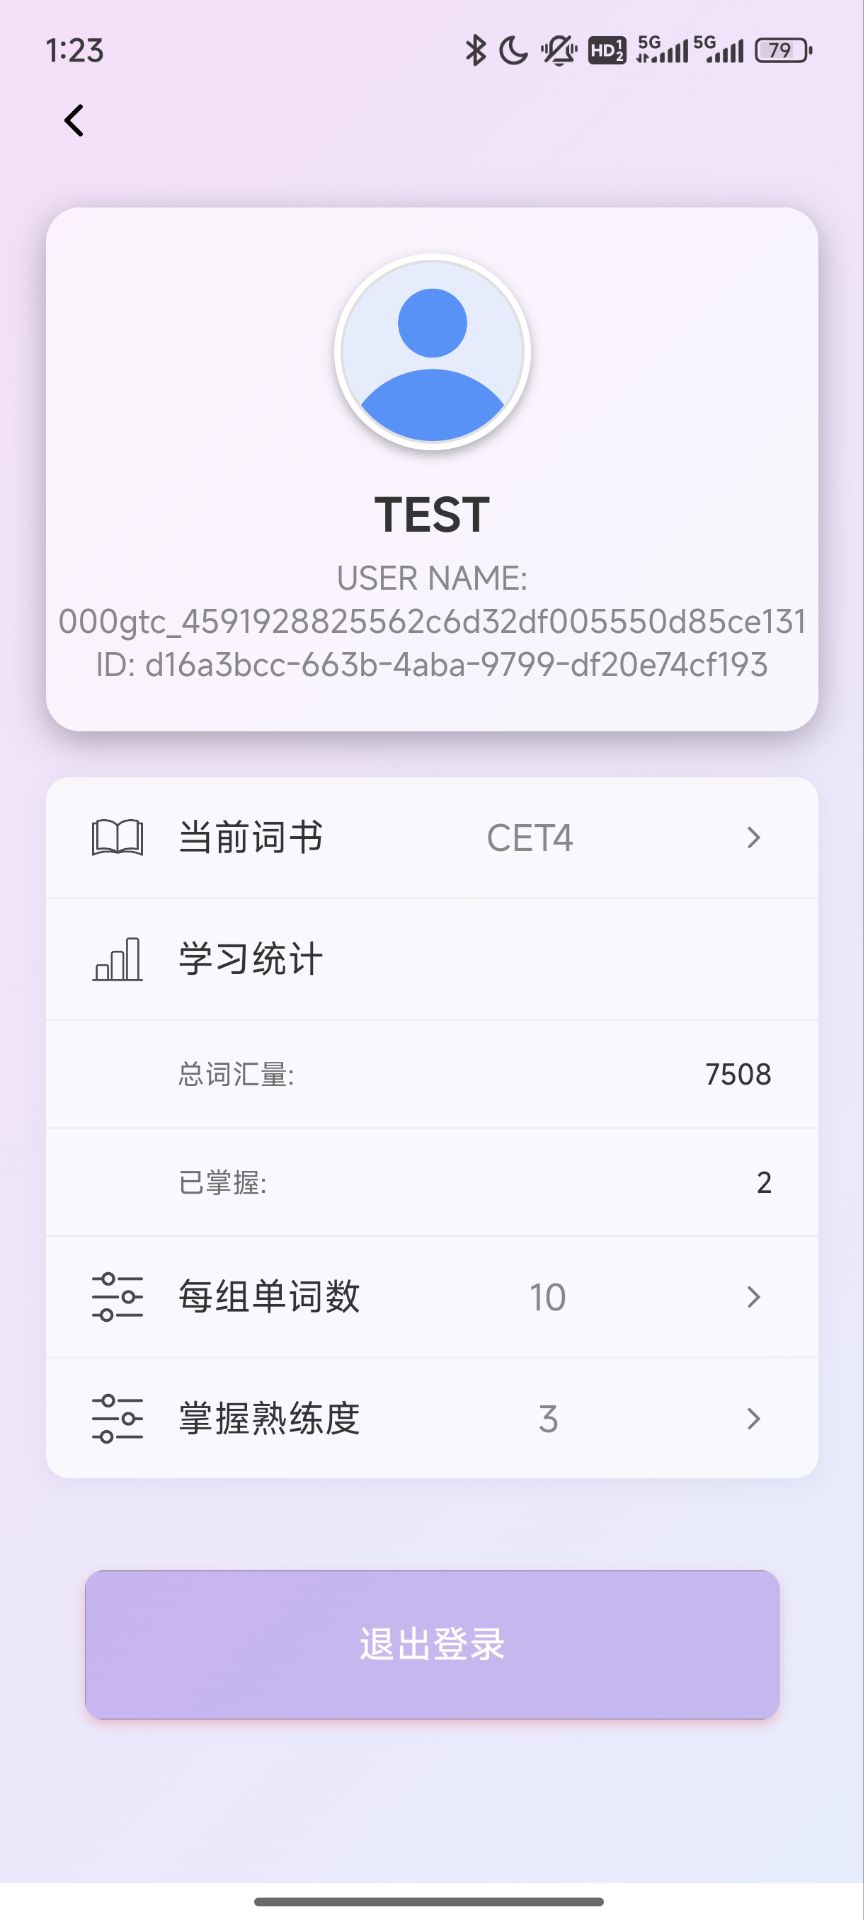 1:23
HD 1 2 5G 5G 79
TEST
USER NAME:
000gtc_4591928825562c6d32df005550d85ce131
ID: d16a3bcc-663b-4aba-9799-df20e74cf193
当前词书 CET4
学习统计
总词汇量: 7508
已掌握: 2
每组单词数 10
掌握熟练度 3
退出登录